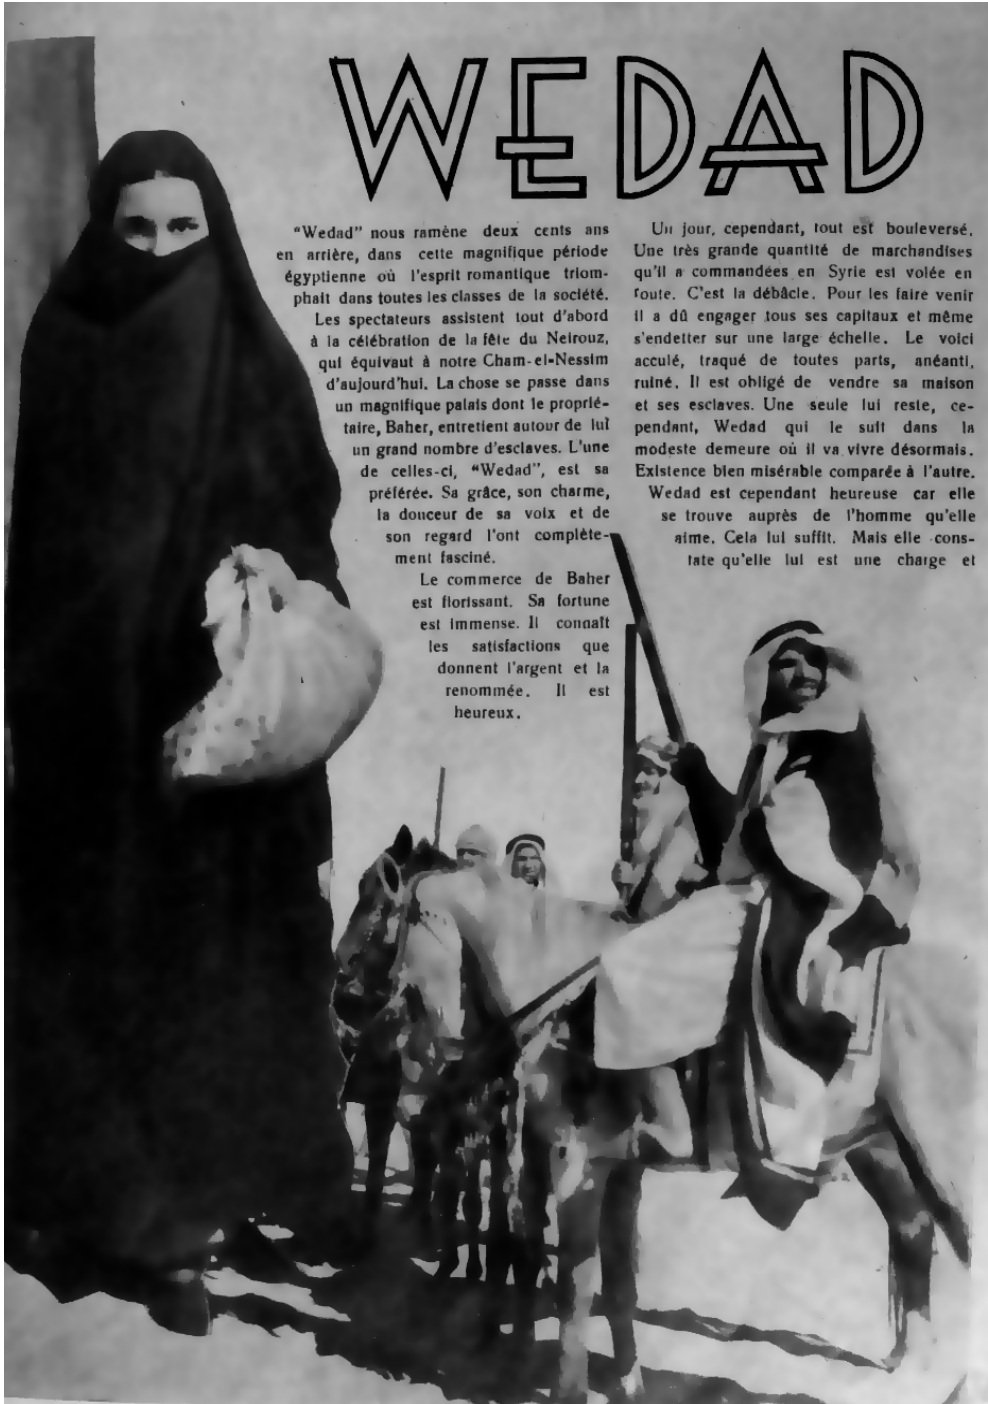 WEDAD
"Wedad" nous ramène deux cents ans
en arrière, dans cette magnifique période
égyptienne où l'esprit romantique triom-
phait dans toutes les classes de la société.
Les spectateurs assistent tout d'abord
à la célébration de la fête du Neirouz,
qui équivaut à notre Cham-el-Nessim
d'aujourd'hui. La chose se passe dans
un magnifique palais dont le proprié-
taire, Baher, entretient autour de lui
un grand nombre d'esclaves. L'une
de celles-ci, "Wedad", est sa
préférée. Sa grâce, son charme,
la douceur de sa voix et de
son regard l'ont complète-
ment fasciné.
Le commerce de Baher
est florissant. Sa fortune
est immense. Il connaît
les satisfactions que
donnent l'argent et la
renommée. Il est
heureux.
Un jour, cependant, tout est bouleversé.
Une très grande quantité de marchandises
qu'il a commandées en Syrie est volée en
route. C'est la débâcle. Pour les faire venir
il a dû engager tous ses capitaux et même
s'endetter sur une large échelle. Le voici
acculé, traqué de toutes parts, anéanti,
ruiné. Il est obligé de vendre sa maison
et ses esclaves. Une seule lui reste, ce-
pendant, Wedad qui le suit dans la
modeste demeure où il va vivre désormais.
Existence bien misérable comparée à l'autre.
Wedad est cependant heureuse car elle
se trouve auprès de l'homme qu'elle
aime. Cela lui suffit. Mais elle cons-
tate qu'elle lui est une charge et